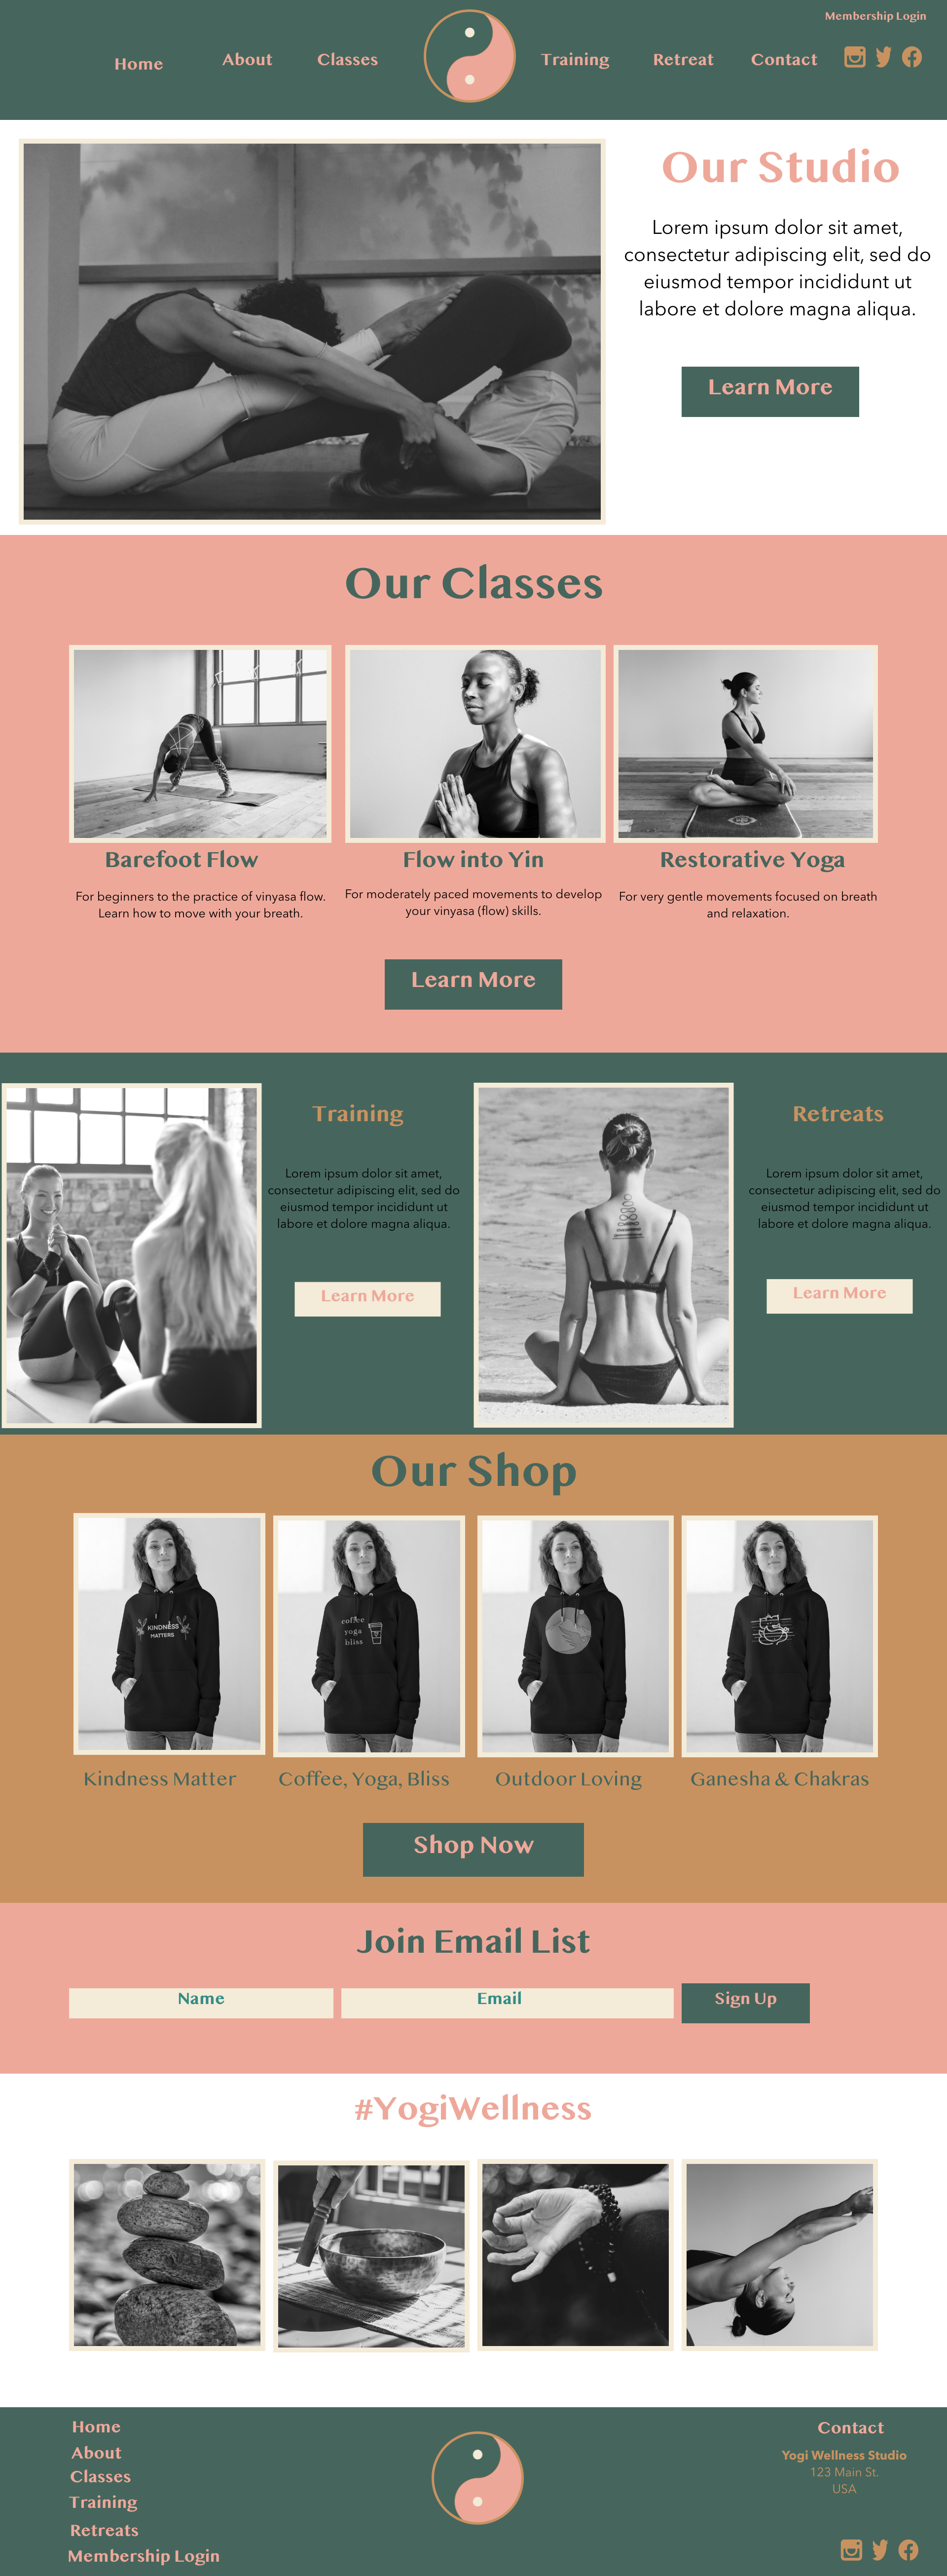 Membership Login
Home
About
Classes
Training
Retreat
Contact
Our Studio
Lorem ipsum dolor sit amet,
consectetur adipiscing elit, sed do
eiusmod tempor incididunt ut
labore et dolore magna aliqua.
Learn More
Our Classes
Barefoot Flow
For beginners to the practice of vinyasa flow.
Learn how to move with your breath.
Flow into Yin
For moderately paced movements to develop
your vinyasa (flow) skills.
Restorative Yoga
For very gentle movements focused on breath
and relaxation.
Learn More
Training
Lorem ipsum dolor sit amet,
consectetur adipiscing elit, sed do
eiusmod tempor incididunt ut
labore et dolore magna aliqua.
Learn More
Retreats
Lorem ipsum dolor sit amet,
consectetur adipiscing elit, sed do
eiusmod tempor incididunt ut
labore et dolore magna aliqua.
Learn More
Our Shop
KINDNESS
MATTERS
coffee
yoga
bliss
Kindness Matter
Coffee, Yoga, Bliss
Outdoor Loving
Ganesha & Chakras
Shop Now
Join Email List
Name
Email
Sign Up
#YogiWellness
Home
About
Classes
Training
Retreats
Membership Login
Contact
Yogi Wellness Studio
123 Main St.
USA